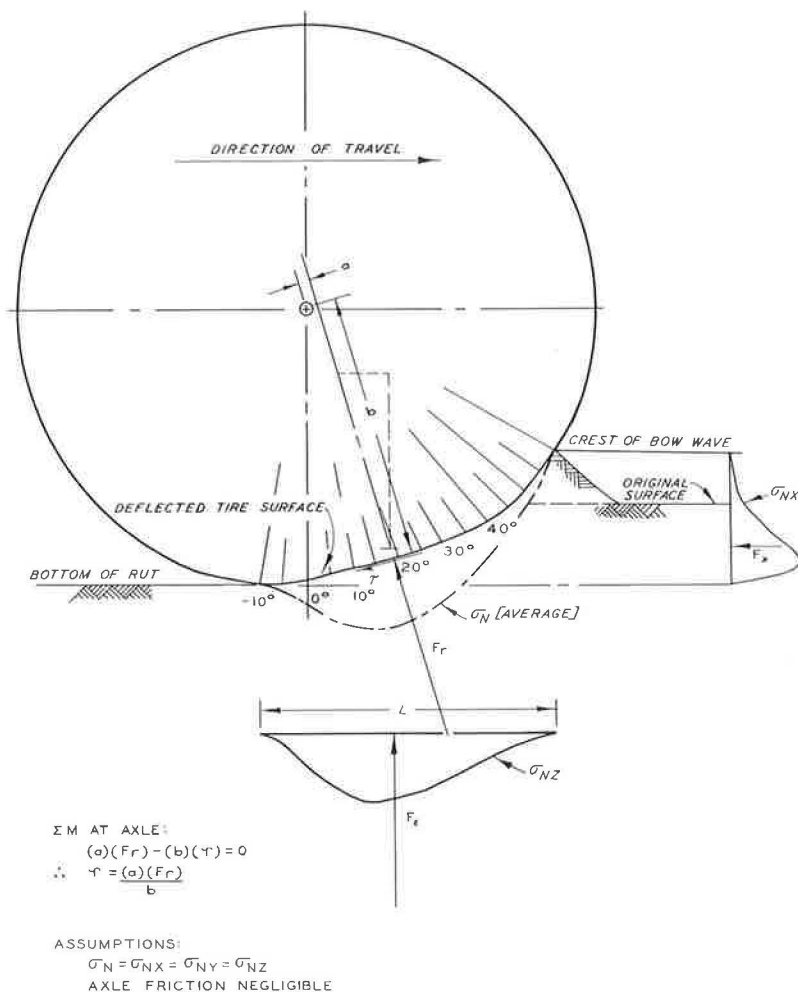 DIRECTION OF TRAVEL
a
b
CREST OF BOW WAVE
ORIGINAL
SURFACE
σNX
DEFLECTED TIRE SURFACE
40°
30°
20°
BOTTOM OF RUT
-10°
0°
10°
τ
σN [AVERAGE]
Fr
L
σNZ
ΣM AT AXLE:
(a)(Fr)-(b)(τ)=0
∴ τ = (a)(Fr)
b
ASSUMPTIONS:
σN = σNX = σNY = σNZ
AXLE FRICTION NEGLIGIBLE